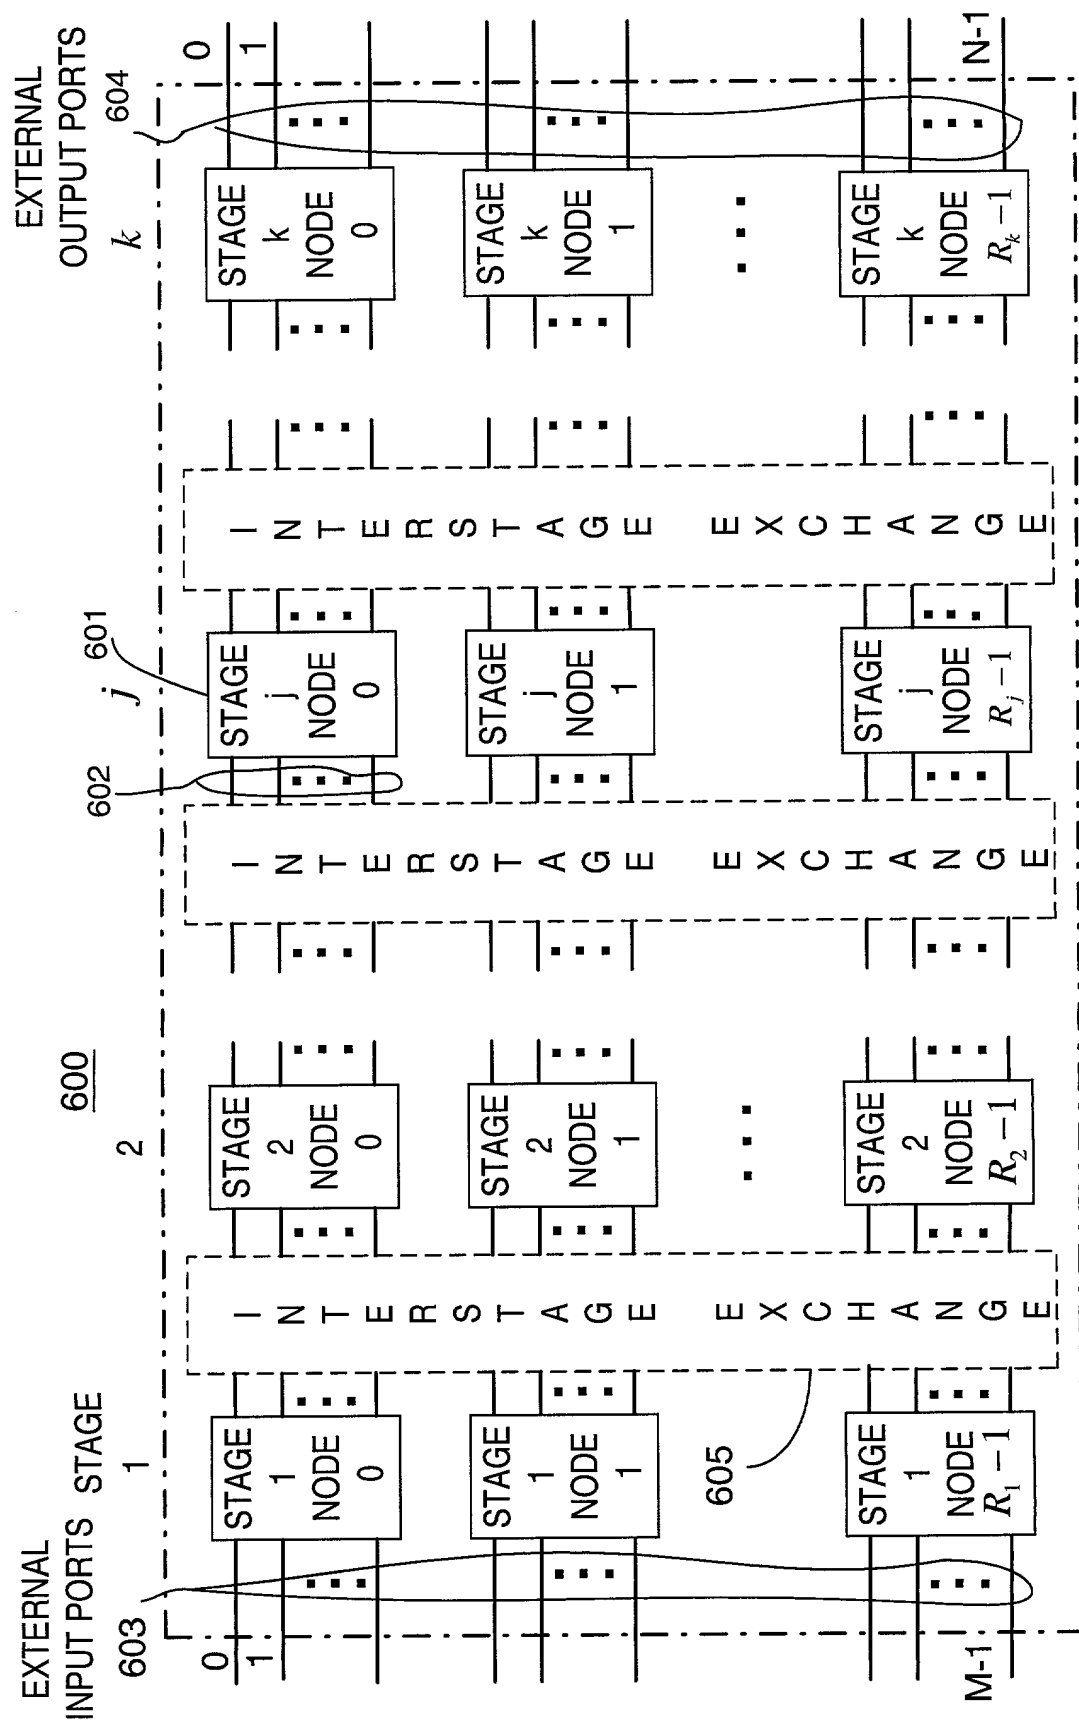 EXTERNAL
INPUT PORTS
STAGE
1
2
600
j
k
EXTERNAL
OUTPUT PORTS
603
602
601
604
0
1
M-1
STAGE
1
NODE
0
STAGE
1
NODE
1
STAGE
1
NODE
R₁−1
605
INTERSTAGE EXCHANGE
STAGE
2
NODE
0
STAGE
2
NODE
1
STAGE
2
NODE
R₂−1
INTERSTAGE EXCHANGE
STAGE
j
NODE
0
STAGE
j
NODE
1
STAGE
j
NODE
Rⱼ−1
INTERSTAGE EXCHANGE
STAGE
k
NODE
0
STAGE
k
NODE
1
STAGE
k
NODE
Rₖ−1
0
1
N-1